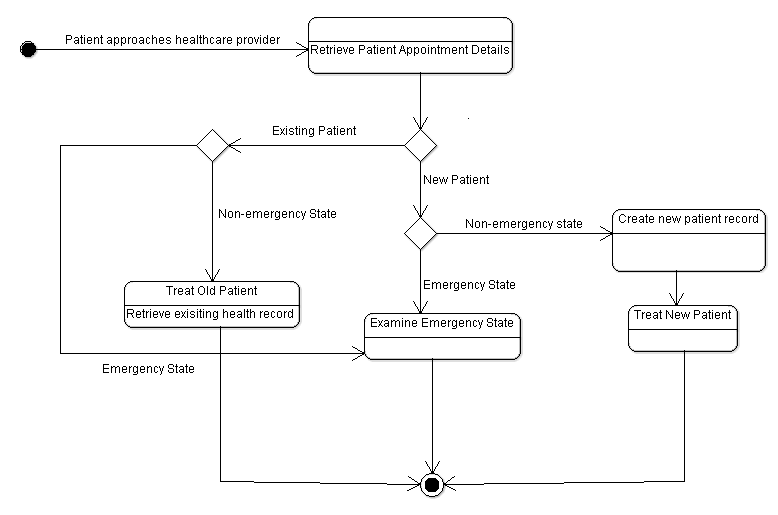 Patient approaches healthcare provider
Retrieve Patient Appointment Details
Existing Patient
New Patient
Non-emergency State
Non-emergency state
Create new patient record
Treat Old Patient
Retrieve exisiting health record
Emergency State
Examine Emergency State
Treat New Patient
Emergency State